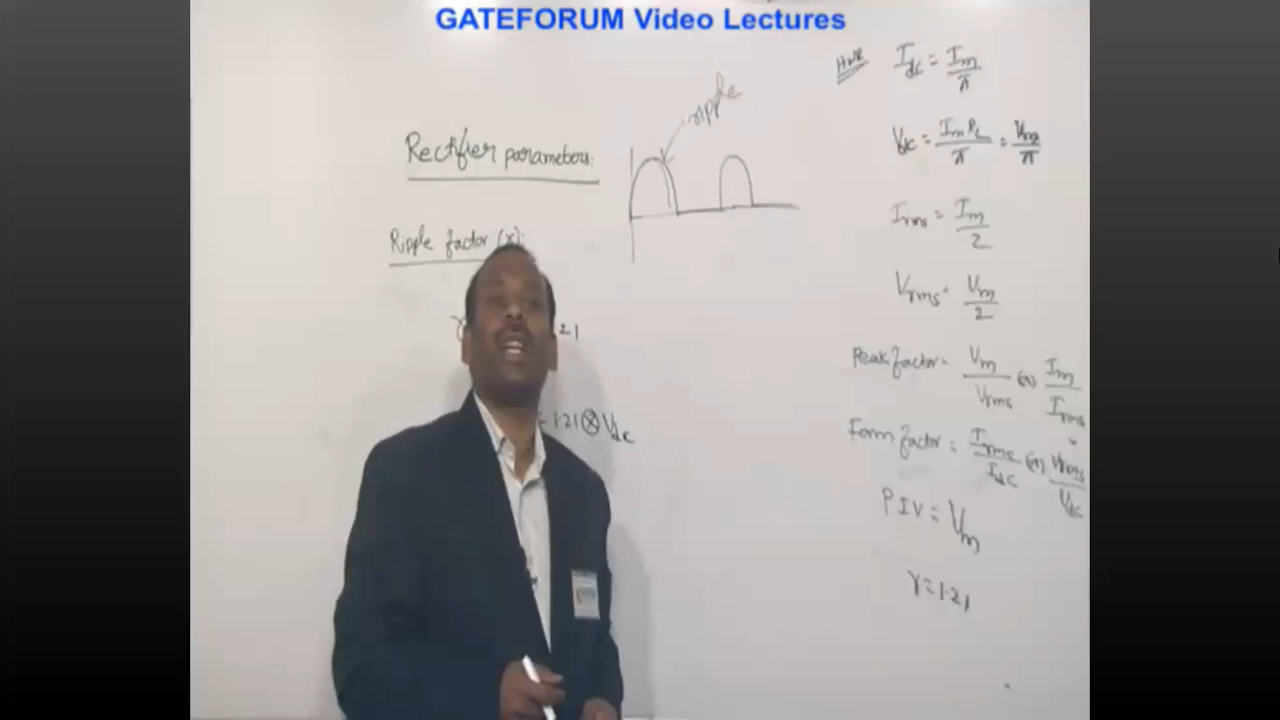 GATEFORUM Video Lectures
ripple
Rectifier parameters:
Ripple factor (r):
21
= 1.21 ⊗ Vdc
HWR Idc = Im/π
Vdc = ImRL/π = Vm/π
Irms = Im/2
Vrms = Vm/2
Peak factor = Vm/Vrms (or) Im/Irms
Form factor = Irms/Idc (or) Vrms/Vdc
PIV = Vm
γ = 1.21